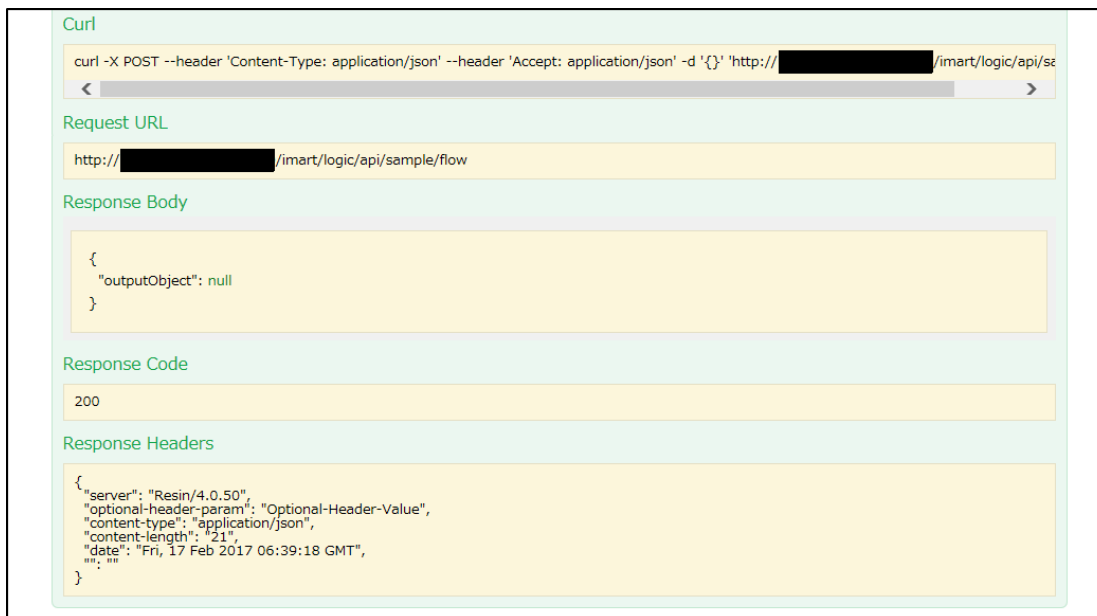 Curl
curl -X POST --header 'Content-Type: application/json' --header 'Accept: application/json' -d '{}' 'http:// /imart/logic/api/sa
Request URL
http:// /imart/logic/api/sample/flow
Response Body
{
"outputObject": null
}
Response Code
200
Response Headers
{
"server": "Resin/4.0.50",
"optional-header-param": "Optional-Header-Value",
"content-type": "application/json",
"content-length": "21",
"date": "Fri, 17 Feb 2017 06:39:18 GMT",
"": ""
}